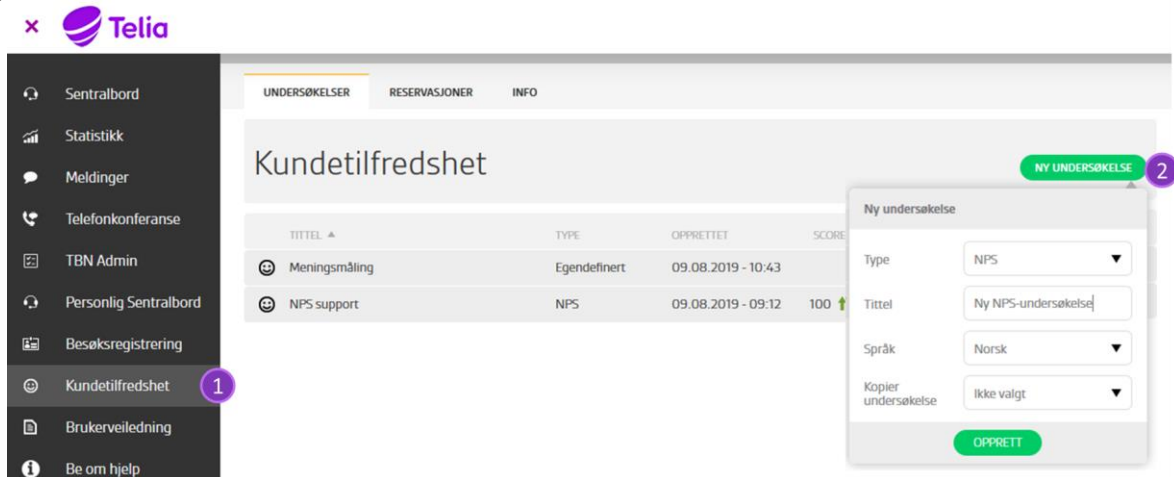 × Telia
Sentralbord
Statistikk
Meldinger
Telefonkonferanse
TBN Admin
Personlig Sentralbord
Besøksregistrering
Kundetilfredshet 1
Brukerveiledning
Be om hjelp
UNDERSØKELSER RESERVASJONER INFO
Kundetilfredshet
NY UNDERSØKELSE 2
TITTEL ▲ TYPE OPPRETTET SCORE
Meningsmåling Egendefinert 09.08.2019 - 10:43
NPS support NPS 09.08.2019 - 09:12 100
Ny undersøkelse
Type NPS
Tittel Ny NPS-undersøkelse
Språk Norsk
Kopier
undersøkelse Ikke valgt
OPPRETT